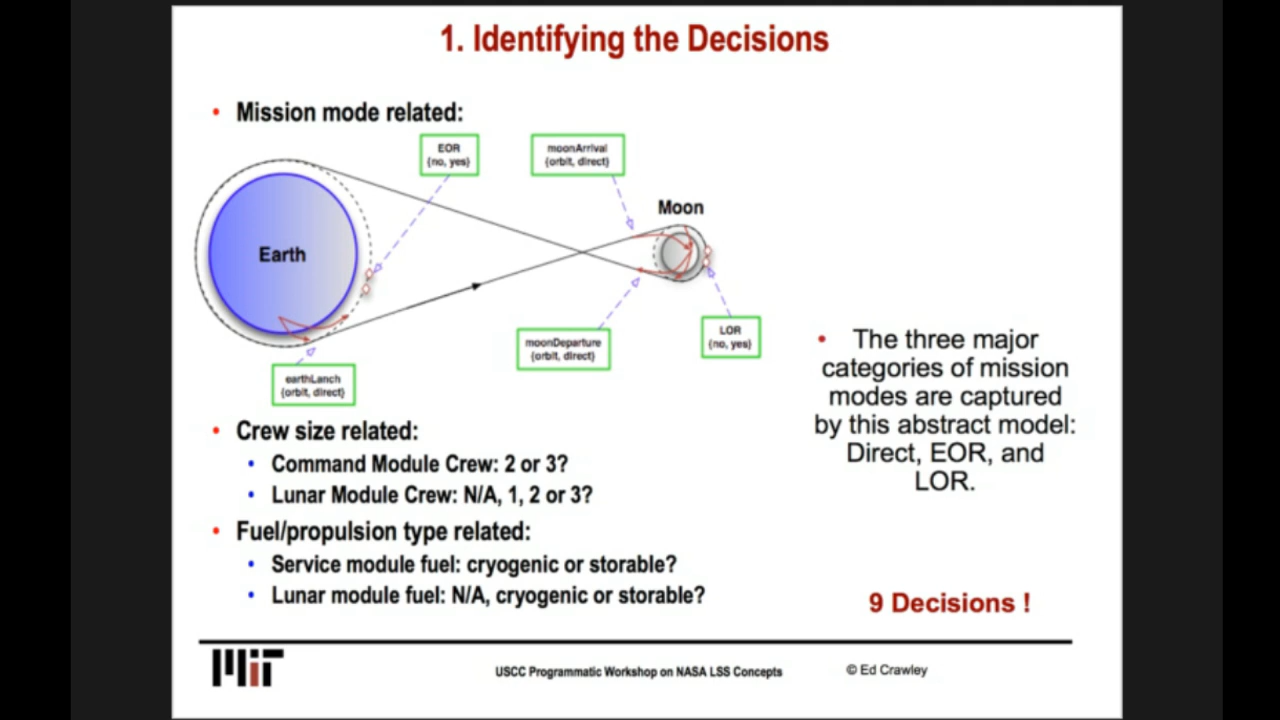 1. Identifying the Decisions
• Mission mode related:
EOR
{no, yes}
moonArrival
{orbit, direct}
Moon
Earth
moonDeparture
{orbit, direct}
LOR
{no, yes}
earthLanch
{orbit, direct}
• The three major
categories of mission
modes are captured
by this abstract model:
Direct, EOR, and
LOR.
• Crew size related:
• Command Module Crew: 2 or 3?
• Lunar Module Crew: N/A, 1, 2 or 3?
• Fuel/propulsion type related:
• Service module fuel: cryogenic or storable?
• Lunar module fuel: N/A, cryogenic or storable?
9 Decisions !
MIT
USCC Programmatic Workshop on NASA LSS Concepts
© Ed Crawley